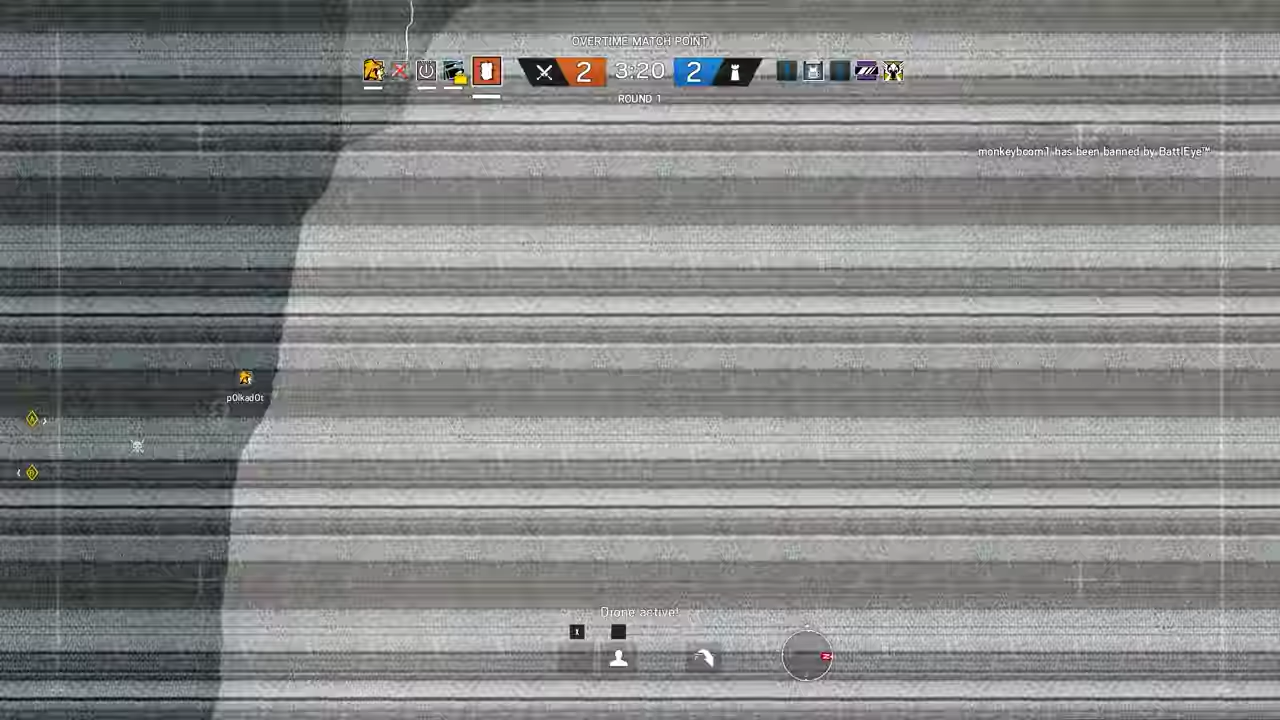 OVERTIME MATCH POINT
2 3:20 2
ROUND 1
monkeyboom1 has been banned by BattlEye™
p0lkad0t
A
B
Drone active!